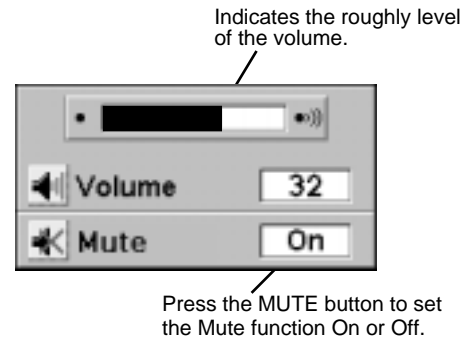 Indicates the roughly level
of the volume.
Volume 32
Mute On
Press the MUTE button to set
the Mute function On or Off.